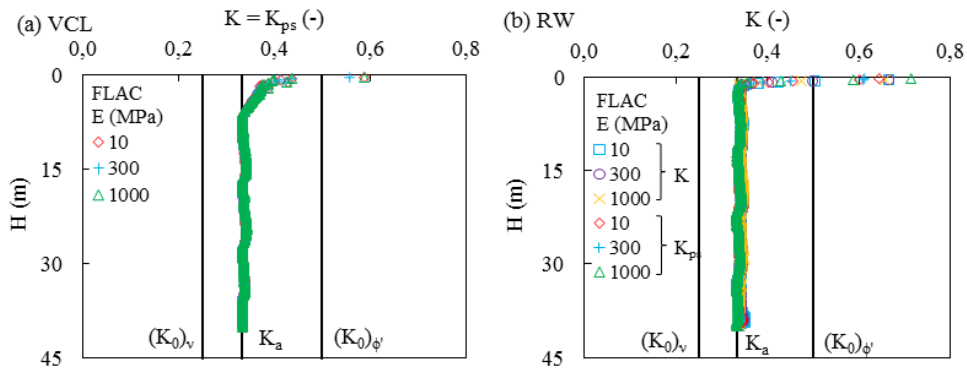 (a) VCL
K = Kps (-)
0,0 0,2 0,4 0,6 0,8
0
15
30
45
H (m)
FLAC
E (MPa)
10
300
1000
(K0)ν
Ka
(K0)ϕ'
(b) RW
K (-)
0,0 0,2 0,4 0,6 0,8
0
15
30
45
H (m)
FLAC
E (MPa)
10
300
1000
K
10
300
1000
Kps
(K0)ν
Ka
(K0)ϕ'